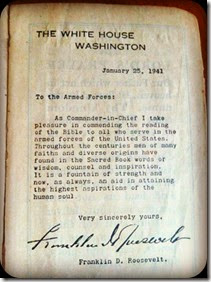 THE WHITE HOUSE
WASHINGTON
January 25, 1941
To the Armed Forces:
As Commander-in-Chief I take
pleasure in commending the reading
of the Bible to all who serve in the
armed forces of the United States.
Throughout the centuries men of many
faiths and diverse origins have
found in the Sacred Book words of
wisdom, counsel and inspiration.
It is a fountain of strength and
now, as always, an aid in attaining
the highest aspirations of the
human soul
Very sincerely yours,
Franklin D Roosevelt
Franklin D. Roosevelt.